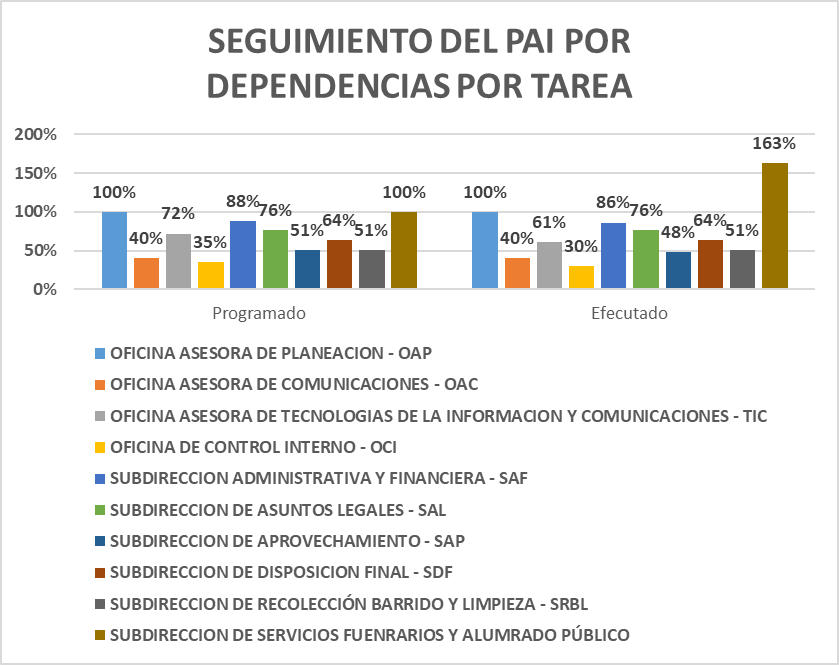 SEGUIMIENTO DEL PAI POR
DEPENDENCIAS POR TAREA
200%
150%
100%
50%
0%
100%
40%
72%
35%
88%
76%
51%
64%
51%
100%
100%
40%
61%
30%
86%
76%
48%
64%
51%
163%
Programado
Efecutado
OFICINA ASESORA DE PLANEACION - OAP
OFICINA ASESORA DE COMUNICACIONES - OAC
OFICINA ASESORA DE TECNOLOGIAS DE LA INFORMACION Y COMUNICACIONES - TIC
OFICINA DE CONTROL INTERNO - OCI
SUBDIRECCION ADMINISTRATIVA Y FINANCIERA - SAF
SUBDIRECCION DE ASUNTOS LEGALES - SAL
SUBDIRECCION DE APROVECHAMIENTO - SAP
SUBDIRECCION DE DISPOSICION FINAL - SDF
SUBDIRECCION DE RECOLECCIÓN BARRIDO Y LIMPIEZA - SRBL
SUBDIRECCION DE SERVICIOS FUENRARIOS Y ALUMRADO PÚBLICO